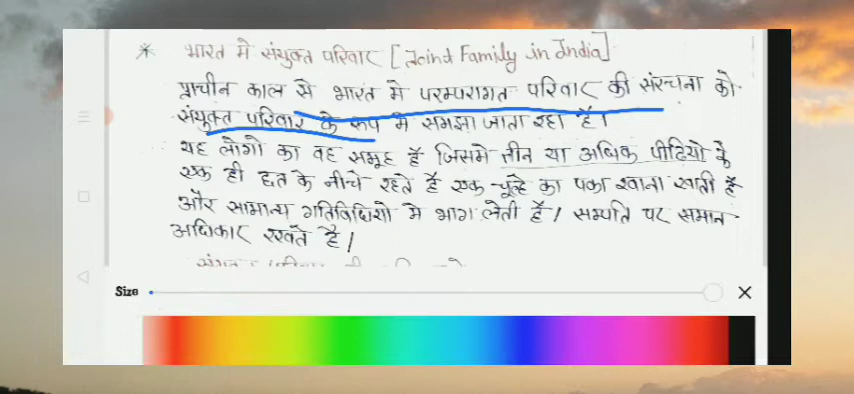 * भारत मे संयुक्त परिवार [Joind Family in India]
प्राचीन काल से भारत मे परम्परागत परिवार की संरचना को
संयुक्त परिवार के रूप मे समझा जाता रहा है।
यह लोगो का वह समूह है जिसमे तीन या अधिक पीढियो के
एक ही छत के नीचे रहते है एक चूल्हे का पका खाना खाती है
और सामान्य गतिविधियो मे भाग लेती है। सम्पति पर समान
अधिकार रखते है।
Size